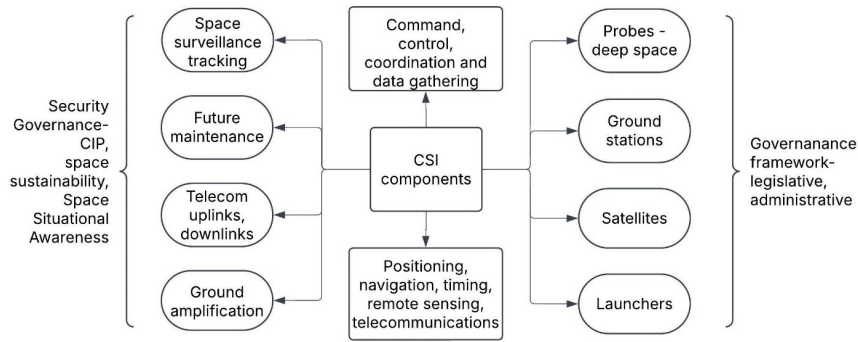 Security
Governance-
CIP,
space
sustainability,
Space
Situational
Awareness
Space
surveillance
tracking
Future
maintenance
Telecom
uplinks,
downlinks
Ground
amplification
Command,
control,
coordination and
data gathering
CSI
components
Positioning,
navigation, timing,
remote sensing,
telecommunications
Probes -
deep space
Ground
stations
Satellites
Launchers
Governanance
framework-
legislative,
administrative